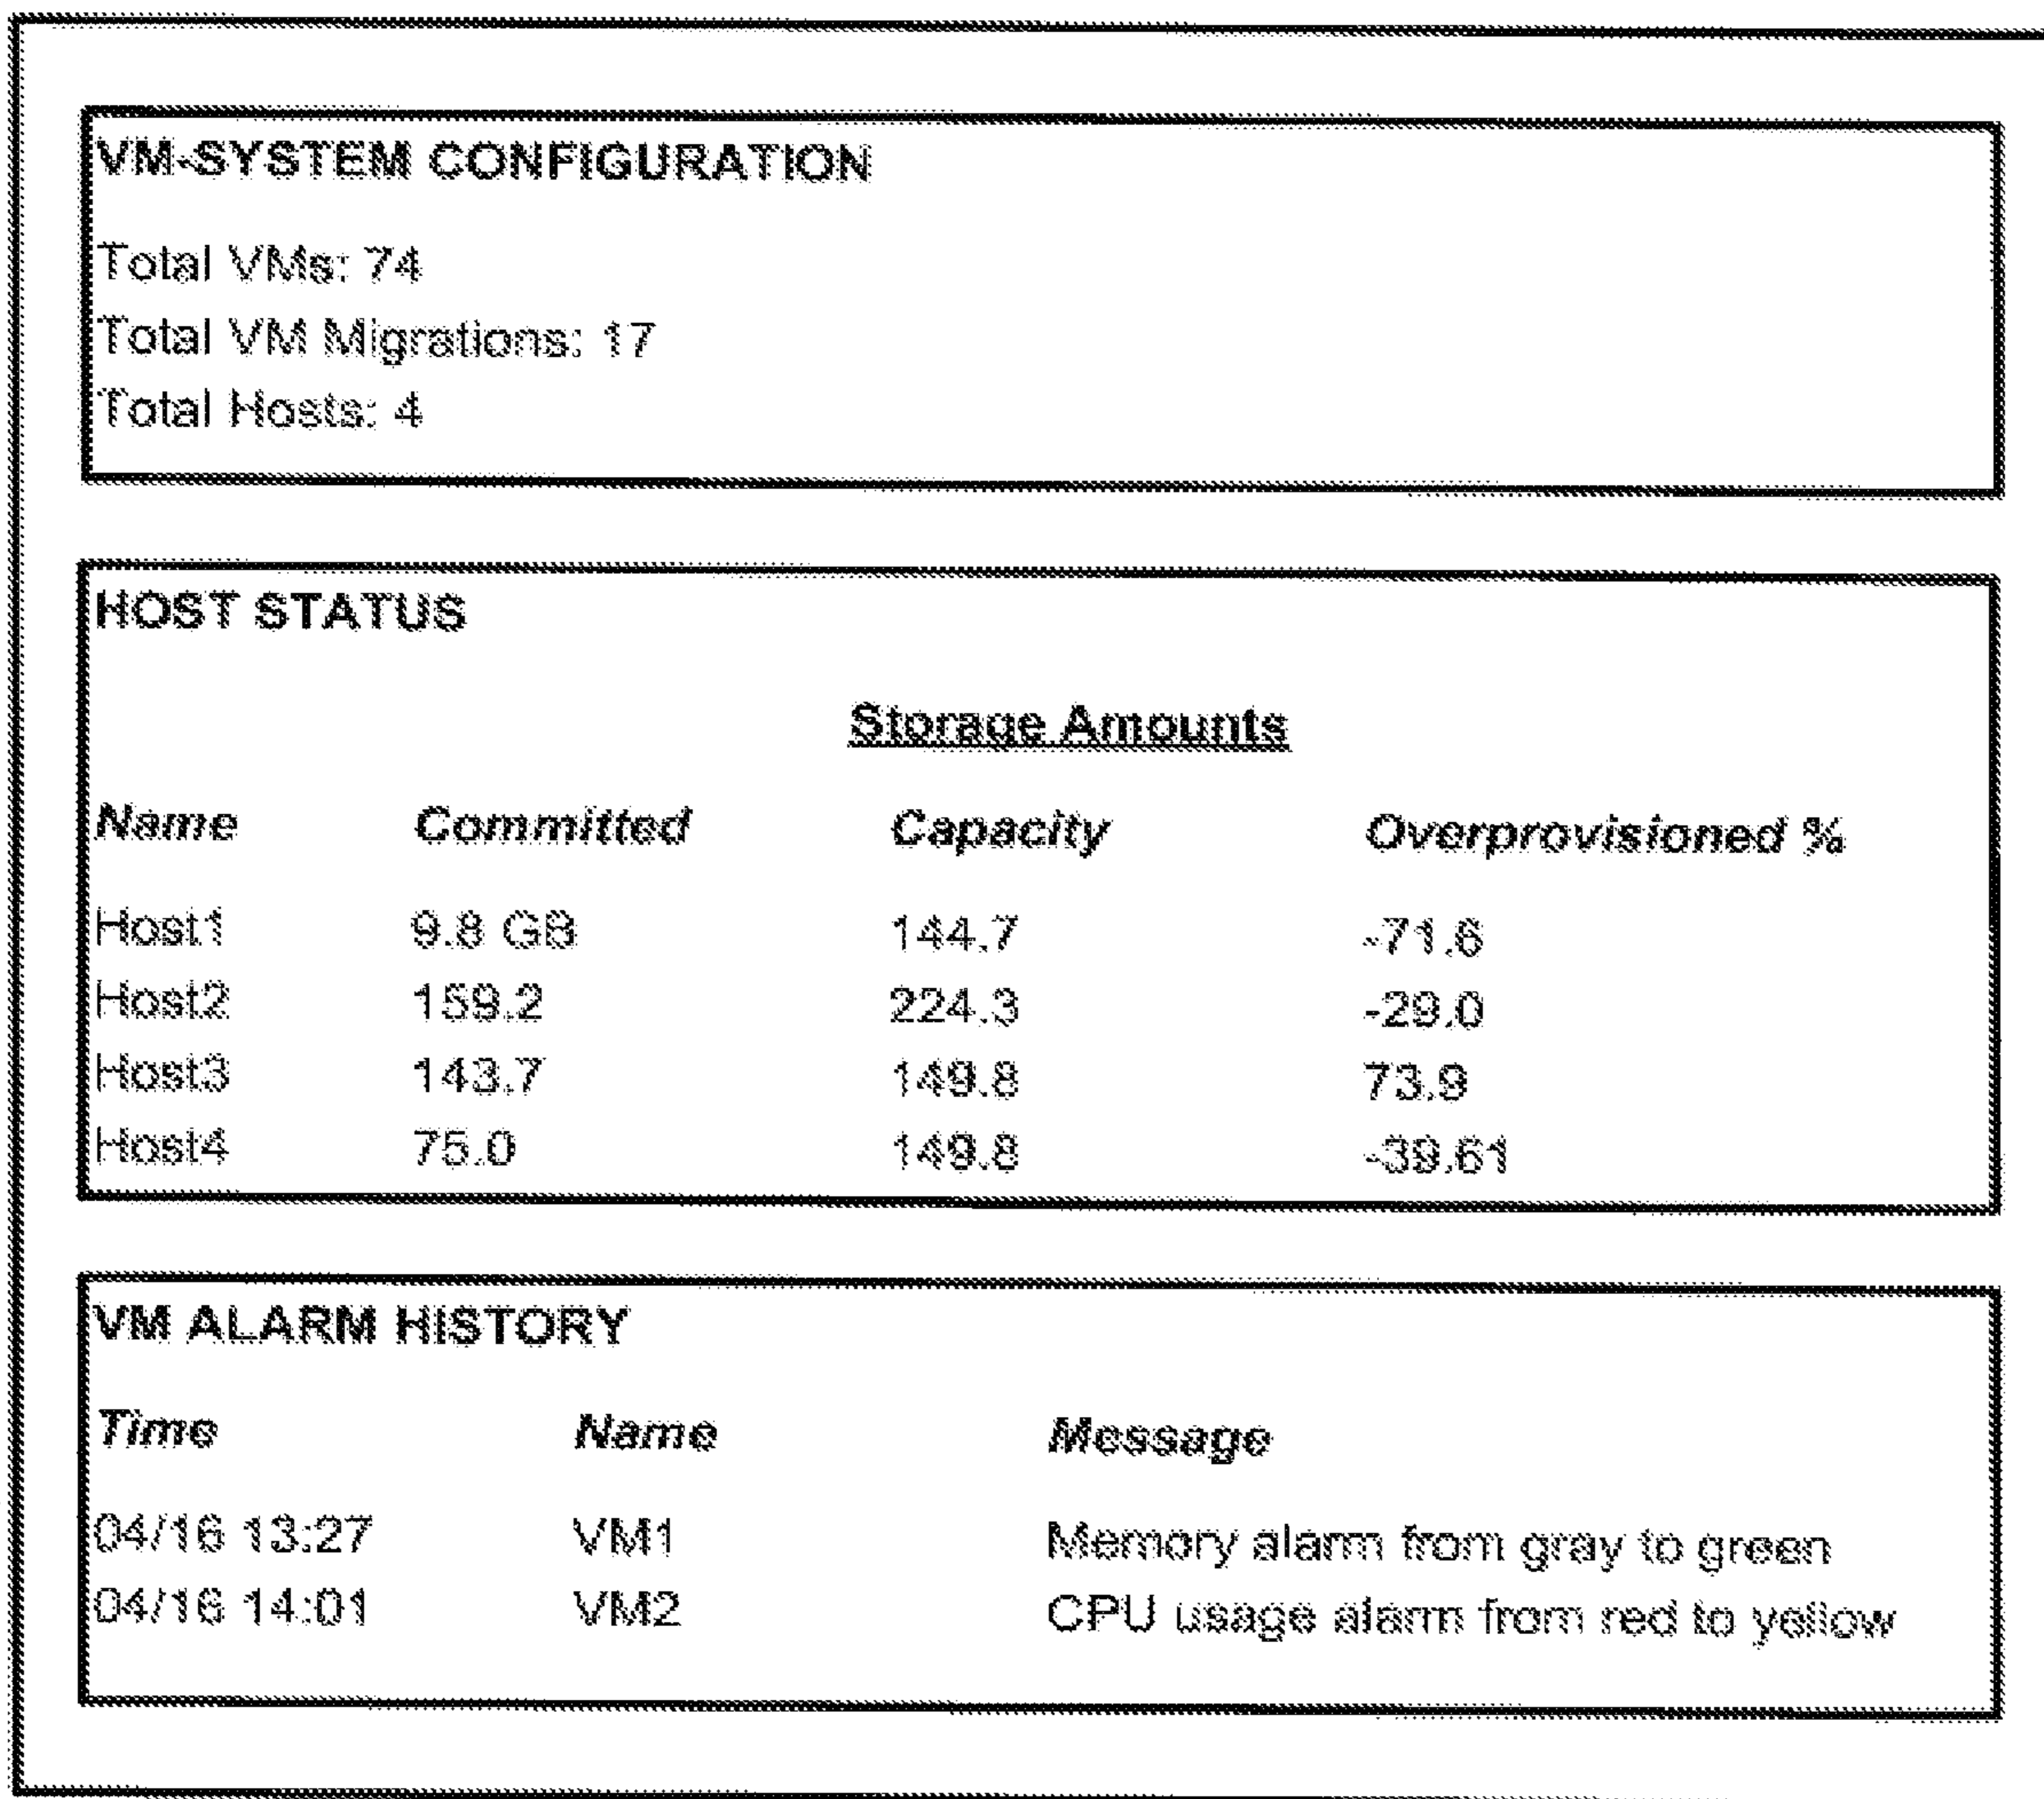 VM-SYSTEM CONFIGURATION
Total VMs: 74
Total VM Migrations: 17
Total Hosts: 4
HOST STATUS
Storage Amounts
Name Committed Capacity Overprovisioned %
Host1 9.8 GB 144.7 -71.6
Host2 159.2 224.3 -29.0
Host3 143.7 149.8 73.9
Host4 75.0 149.8 -39.61
VM ALARM HISTORY
Time Name Message
04/16 13:27 VM1 Memory alarm from gray to green
04/16 14:01 VM2 CPU usage alarm from red to yellow